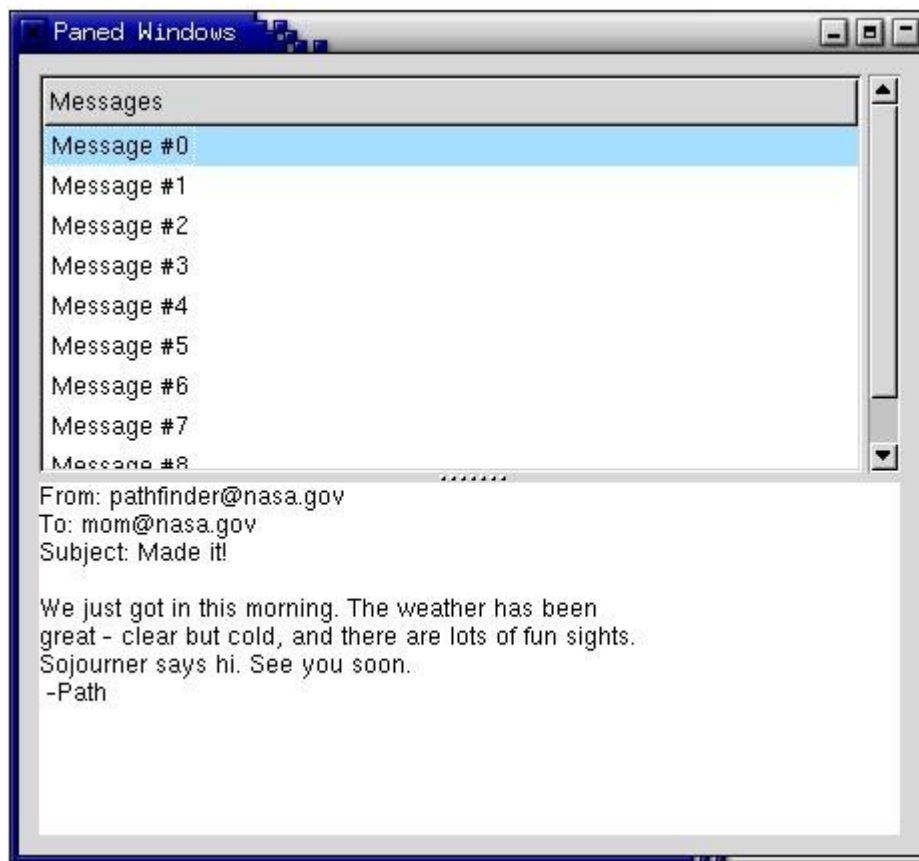 Paned Windows
Messages
Message #0
Message #1
Message #2
Message #3
Message #4
Message #5
Message #6
Message #7
Message #8
From: pathfinder@nasa.gov
To: mom@nasa.gov
Subject: Made it!
We just got in this morning. The weather has been
great - clear but cold, and there are lots of fun sights.
Sojourner says hi. See you soon.
-Path